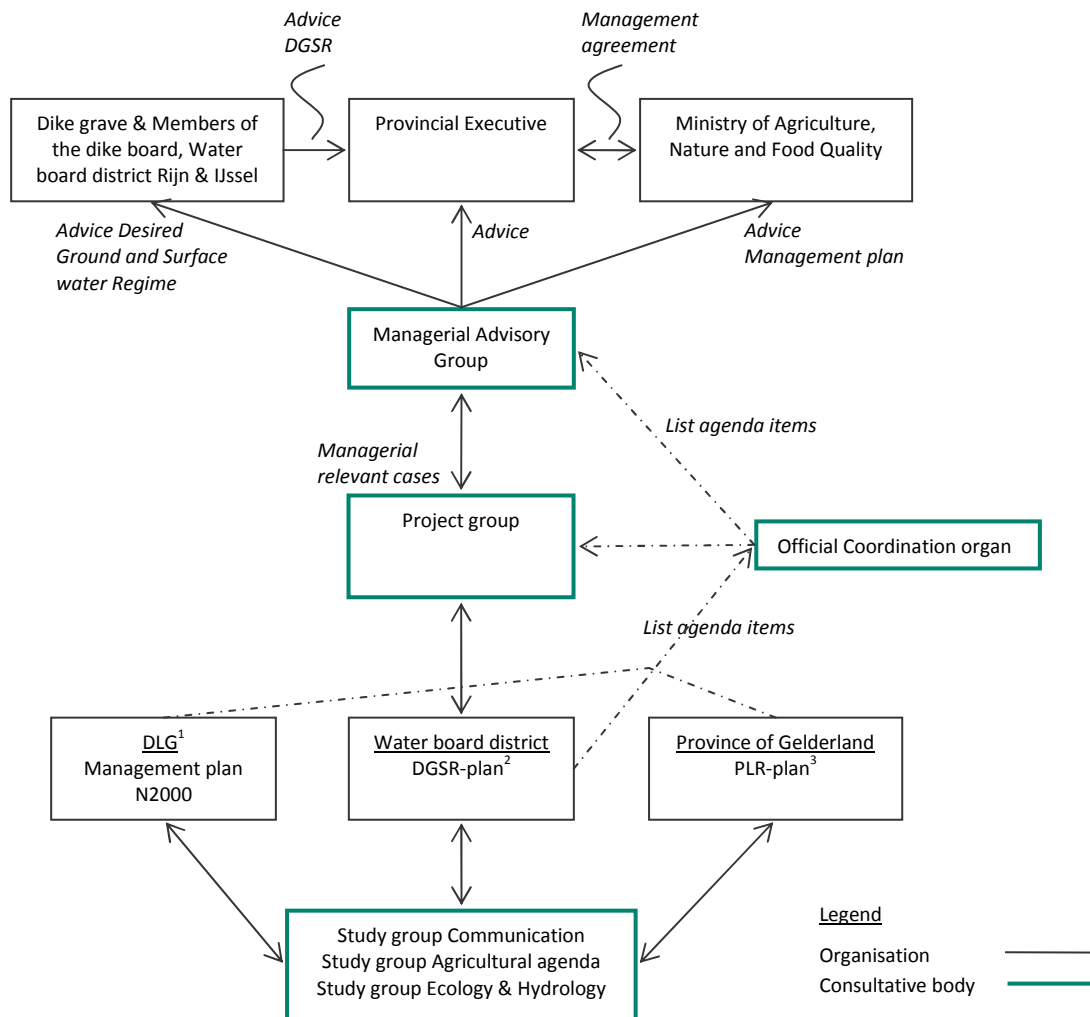 Advice
DGSR
Management
agreement
Dike grave & Members of
the dike board, Water
board district Rijn & IJssel
Provincial Executive
Ministry of Agriculture,
Nature and Food Quality
Advice Desired
Ground and Surface
water Regime
Advice
Advice
Management plan
Managerial Advisory
Group
List agenda items
Managerial
relevant cases
Project group
Official Coordination organ
List agenda items
DLG¹
Management plan
N2000
Water board district
DGSR-plan²
Province of Gelderland
PLR-plan³
Study group Communication
Study group Agricultural agenda
Study group Ecology & Hydrology
Legend
Organisation
Consultative body